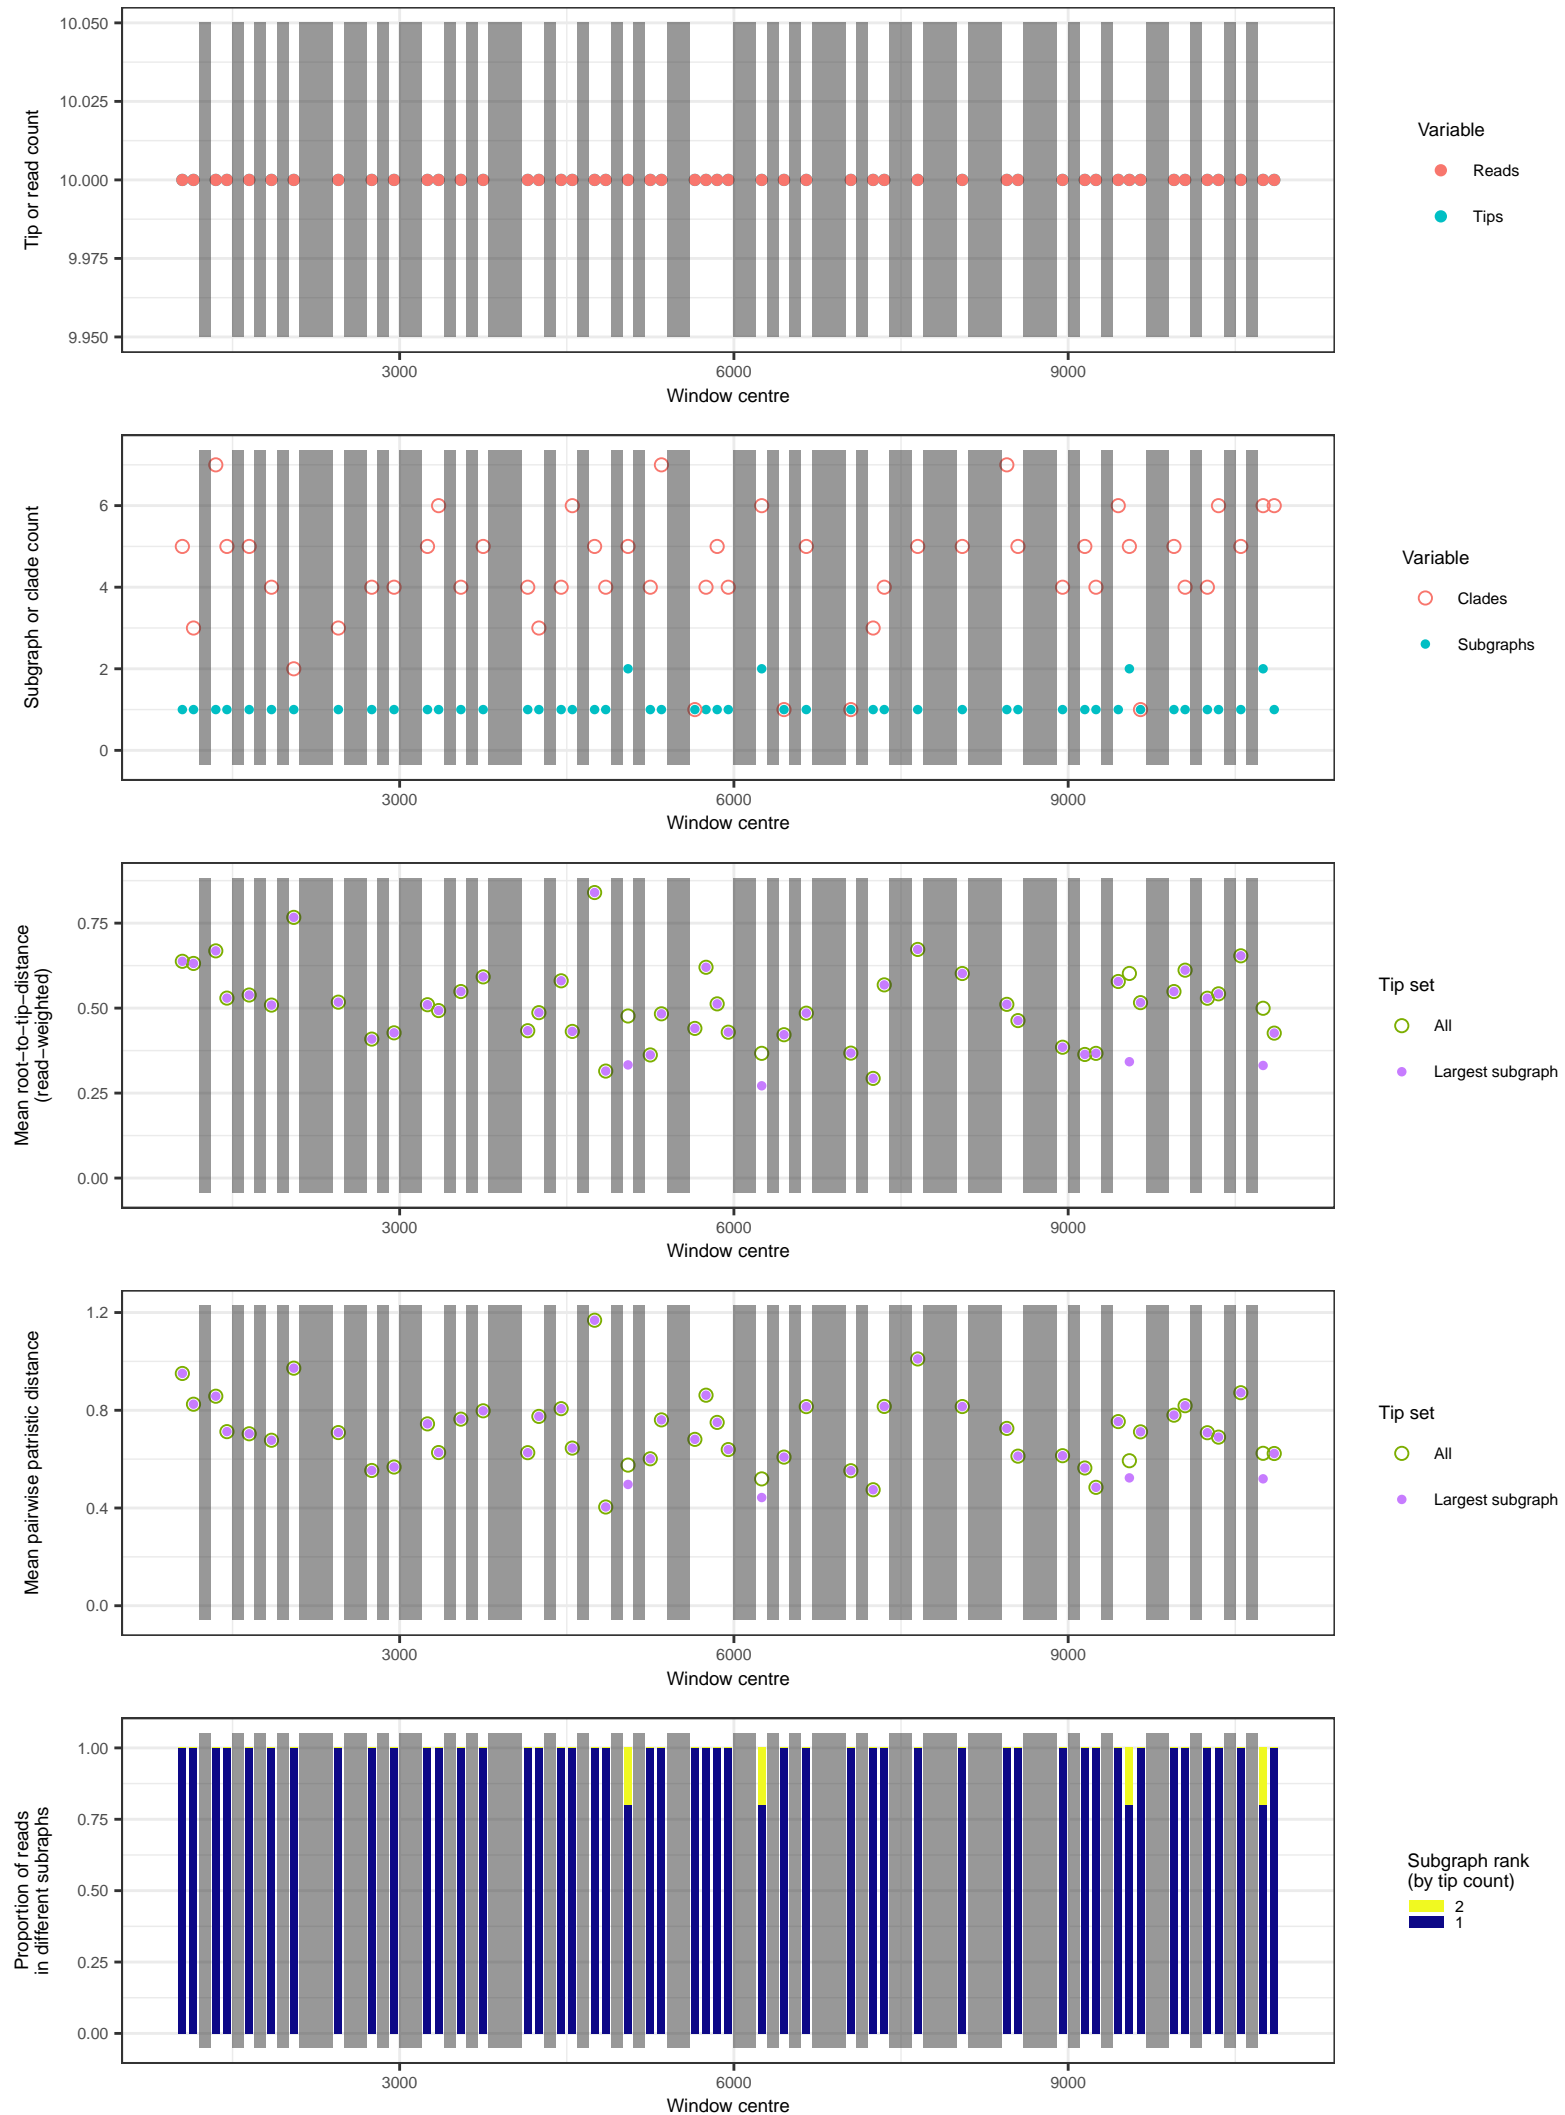 10.050
10.025
10.000
9.975
9.950
Tip or read count
3000
6000
9000
Window centre
Variable
Reads
Tips
6
4
2
0
Subgraph or clade count
3000
6000
9000
Window centre
Variable
Clades
Subgraphs
0.75
0.50
0.25
0.00
Mean root−to−tip−distance
(read−weighted)
3000
6000
9000
Window centre
Tip set
All
Largest subgraph
1.2
0.8
0.4
0.0
Mean pairwise patristic distance
3000
6000
9000
Window centre
Tip set
All
Largest subgraph
1.00
0.75
0.50
0.25
0.00
Proportion of reads
in different subraphs
3000
6000
9000
Window centre
Subgraph rank
(by tip count)
2
1